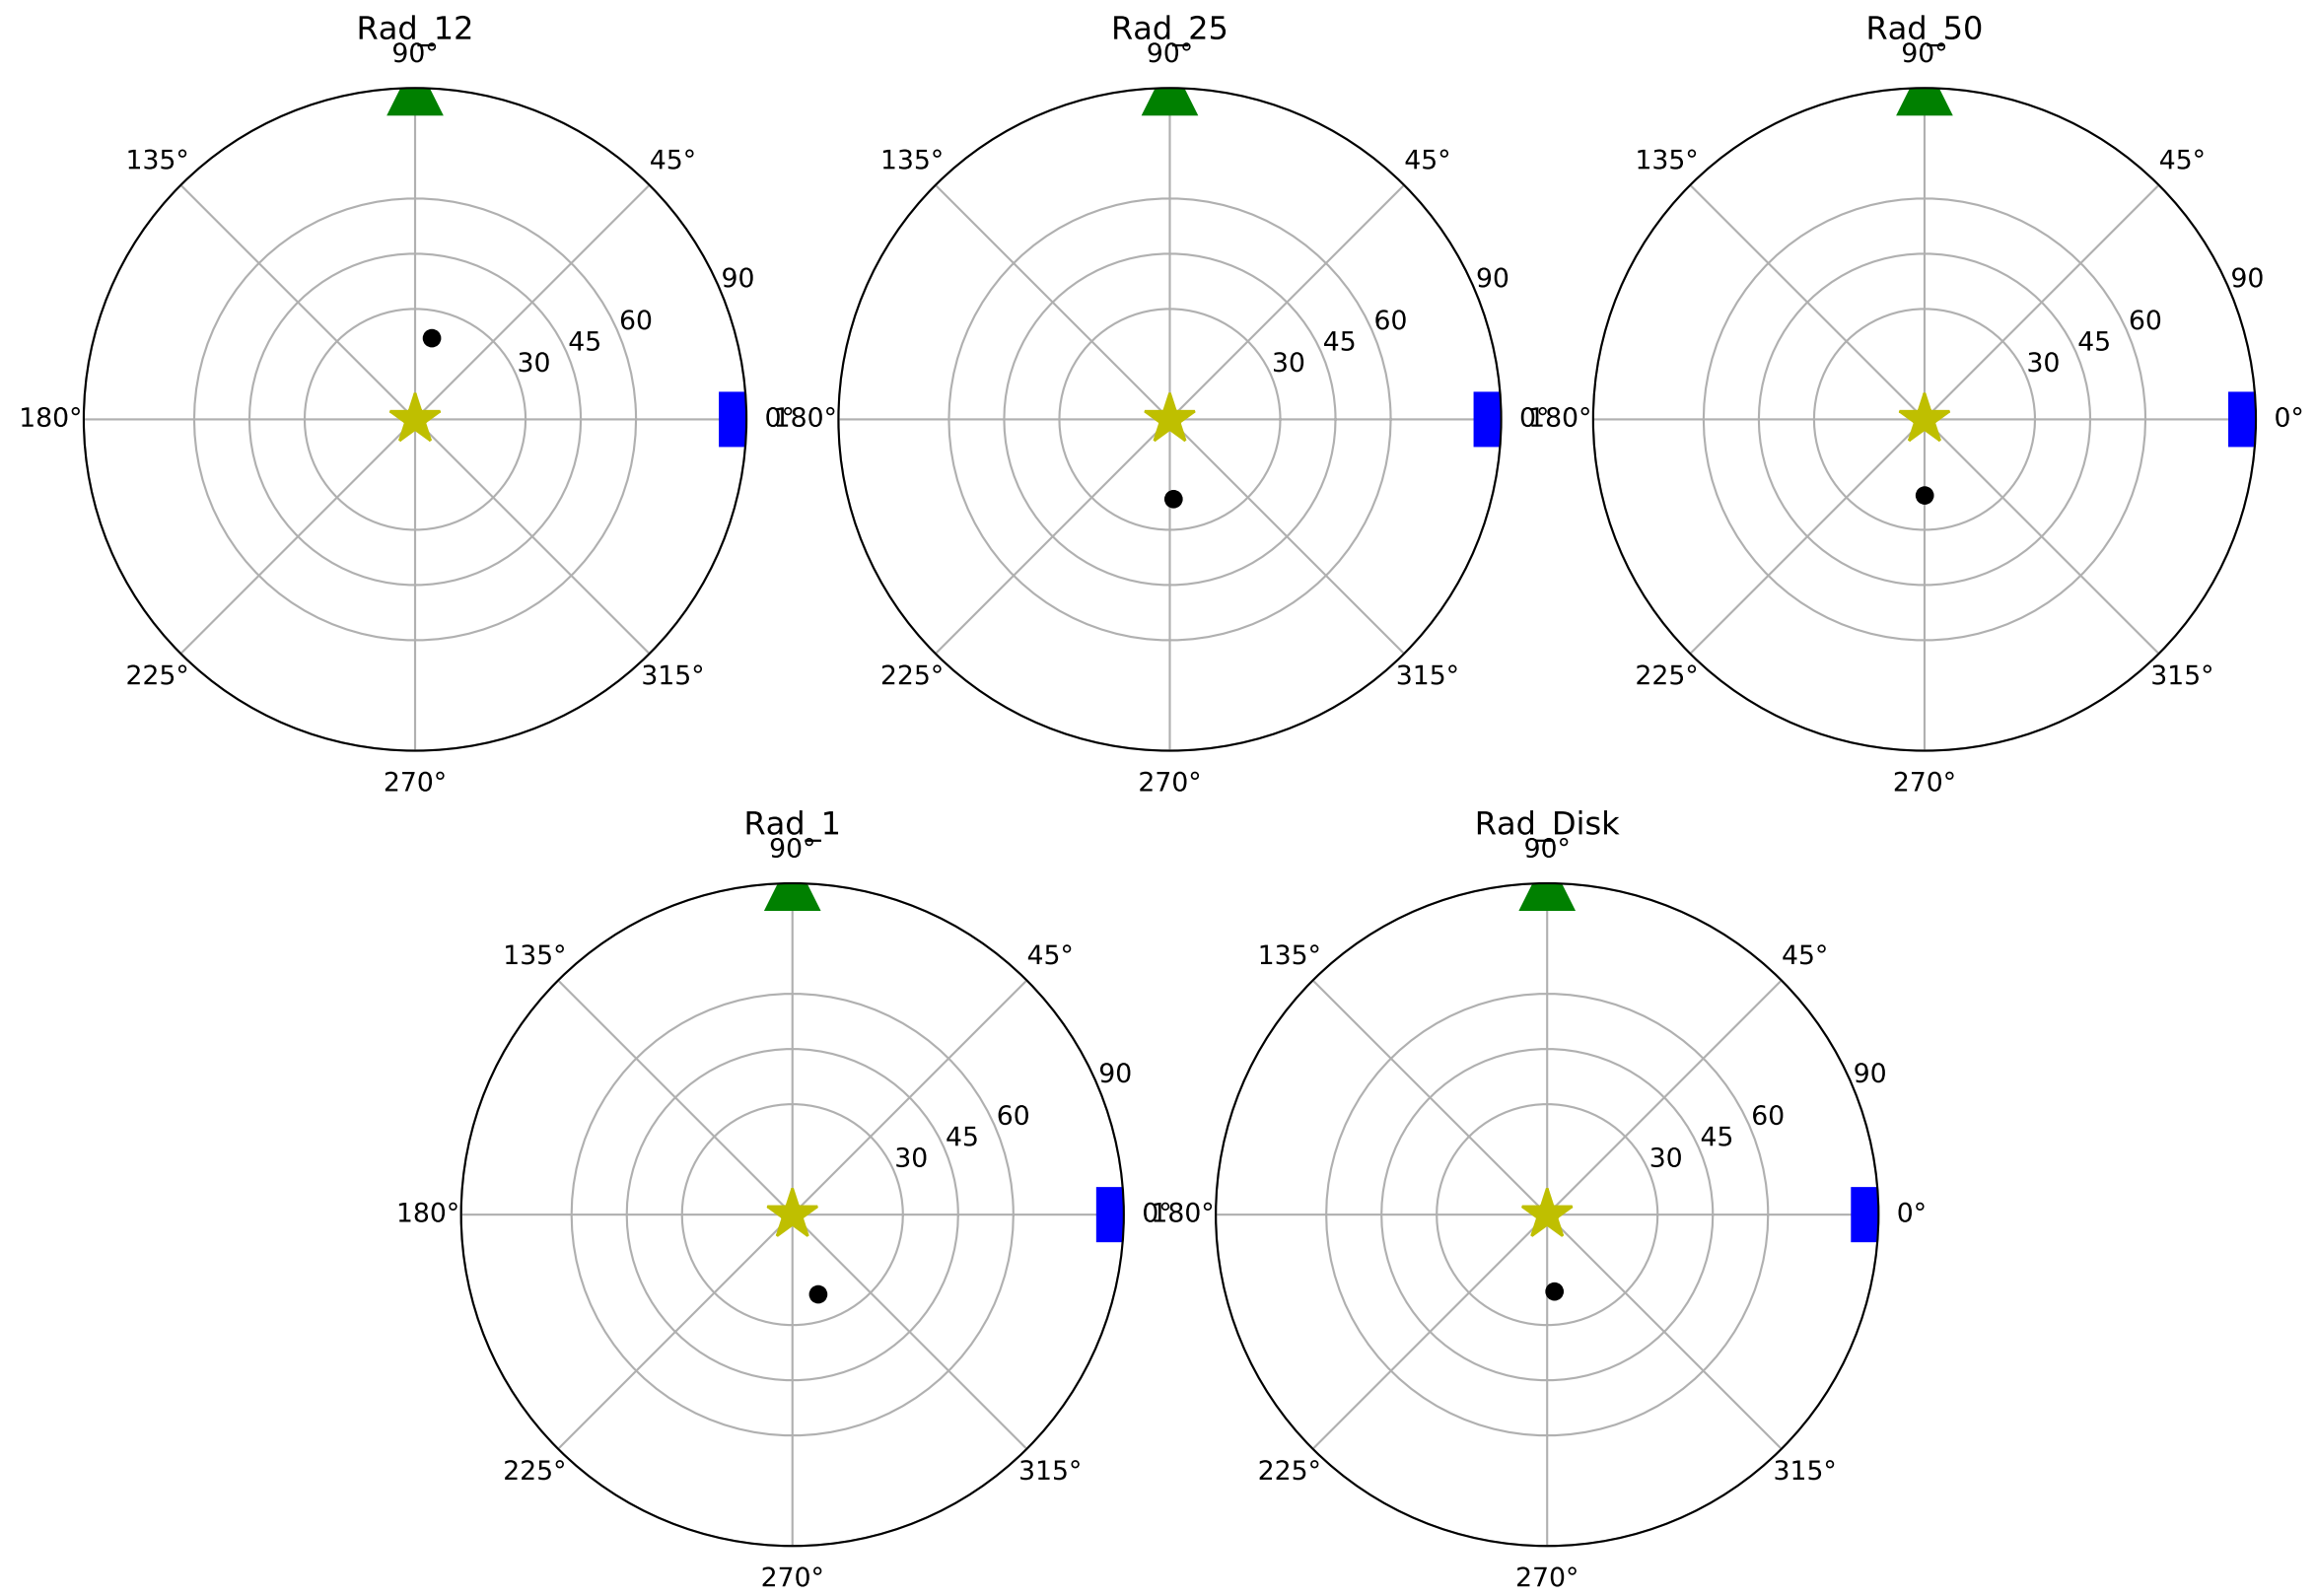 Rad_12 Rad_25 Rad_50
90° 90° 90°
135° 45° 135° 45° 135° 45°
90 90 90
60 60 60
45 45 45
30 30 30
180° 0° 180° 0° 180° 0°
225° 315° 225° 315° 225° 315°
270° 270° 270°
Rad_1 Rad_Disk
90° 90°
135° 45° 135° 45°
90 90
60 60
45 45
30 30
180° 0° 180° 0°
225° 315° 225° 315°
270° 270°